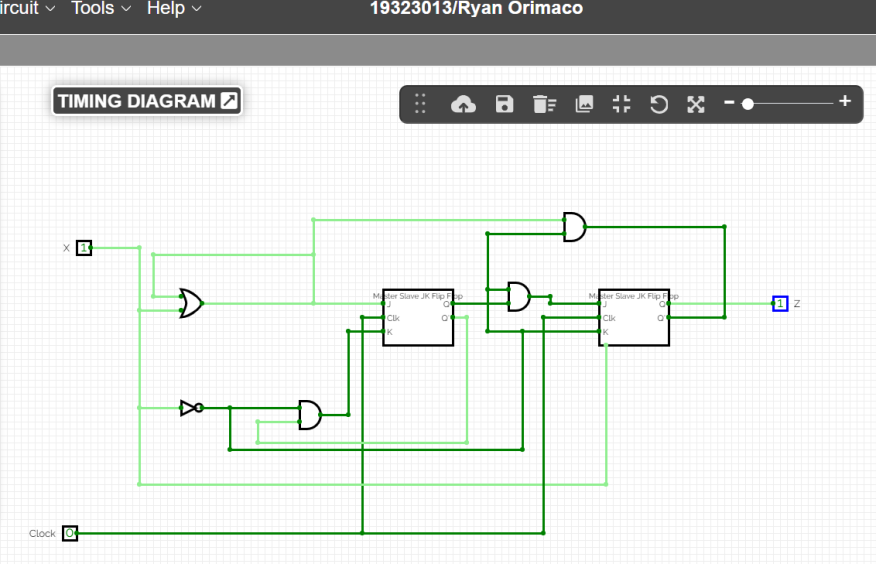 ircuit Tools Help 19323013/Ryan Orimaco
TIMING DIAGRAM
X 1
Master Slave JK Flip Flop Master Slave JK Flip Flop
J Q J Q 1 Z
Clk Q' Clk Q'
K K
Clock 0